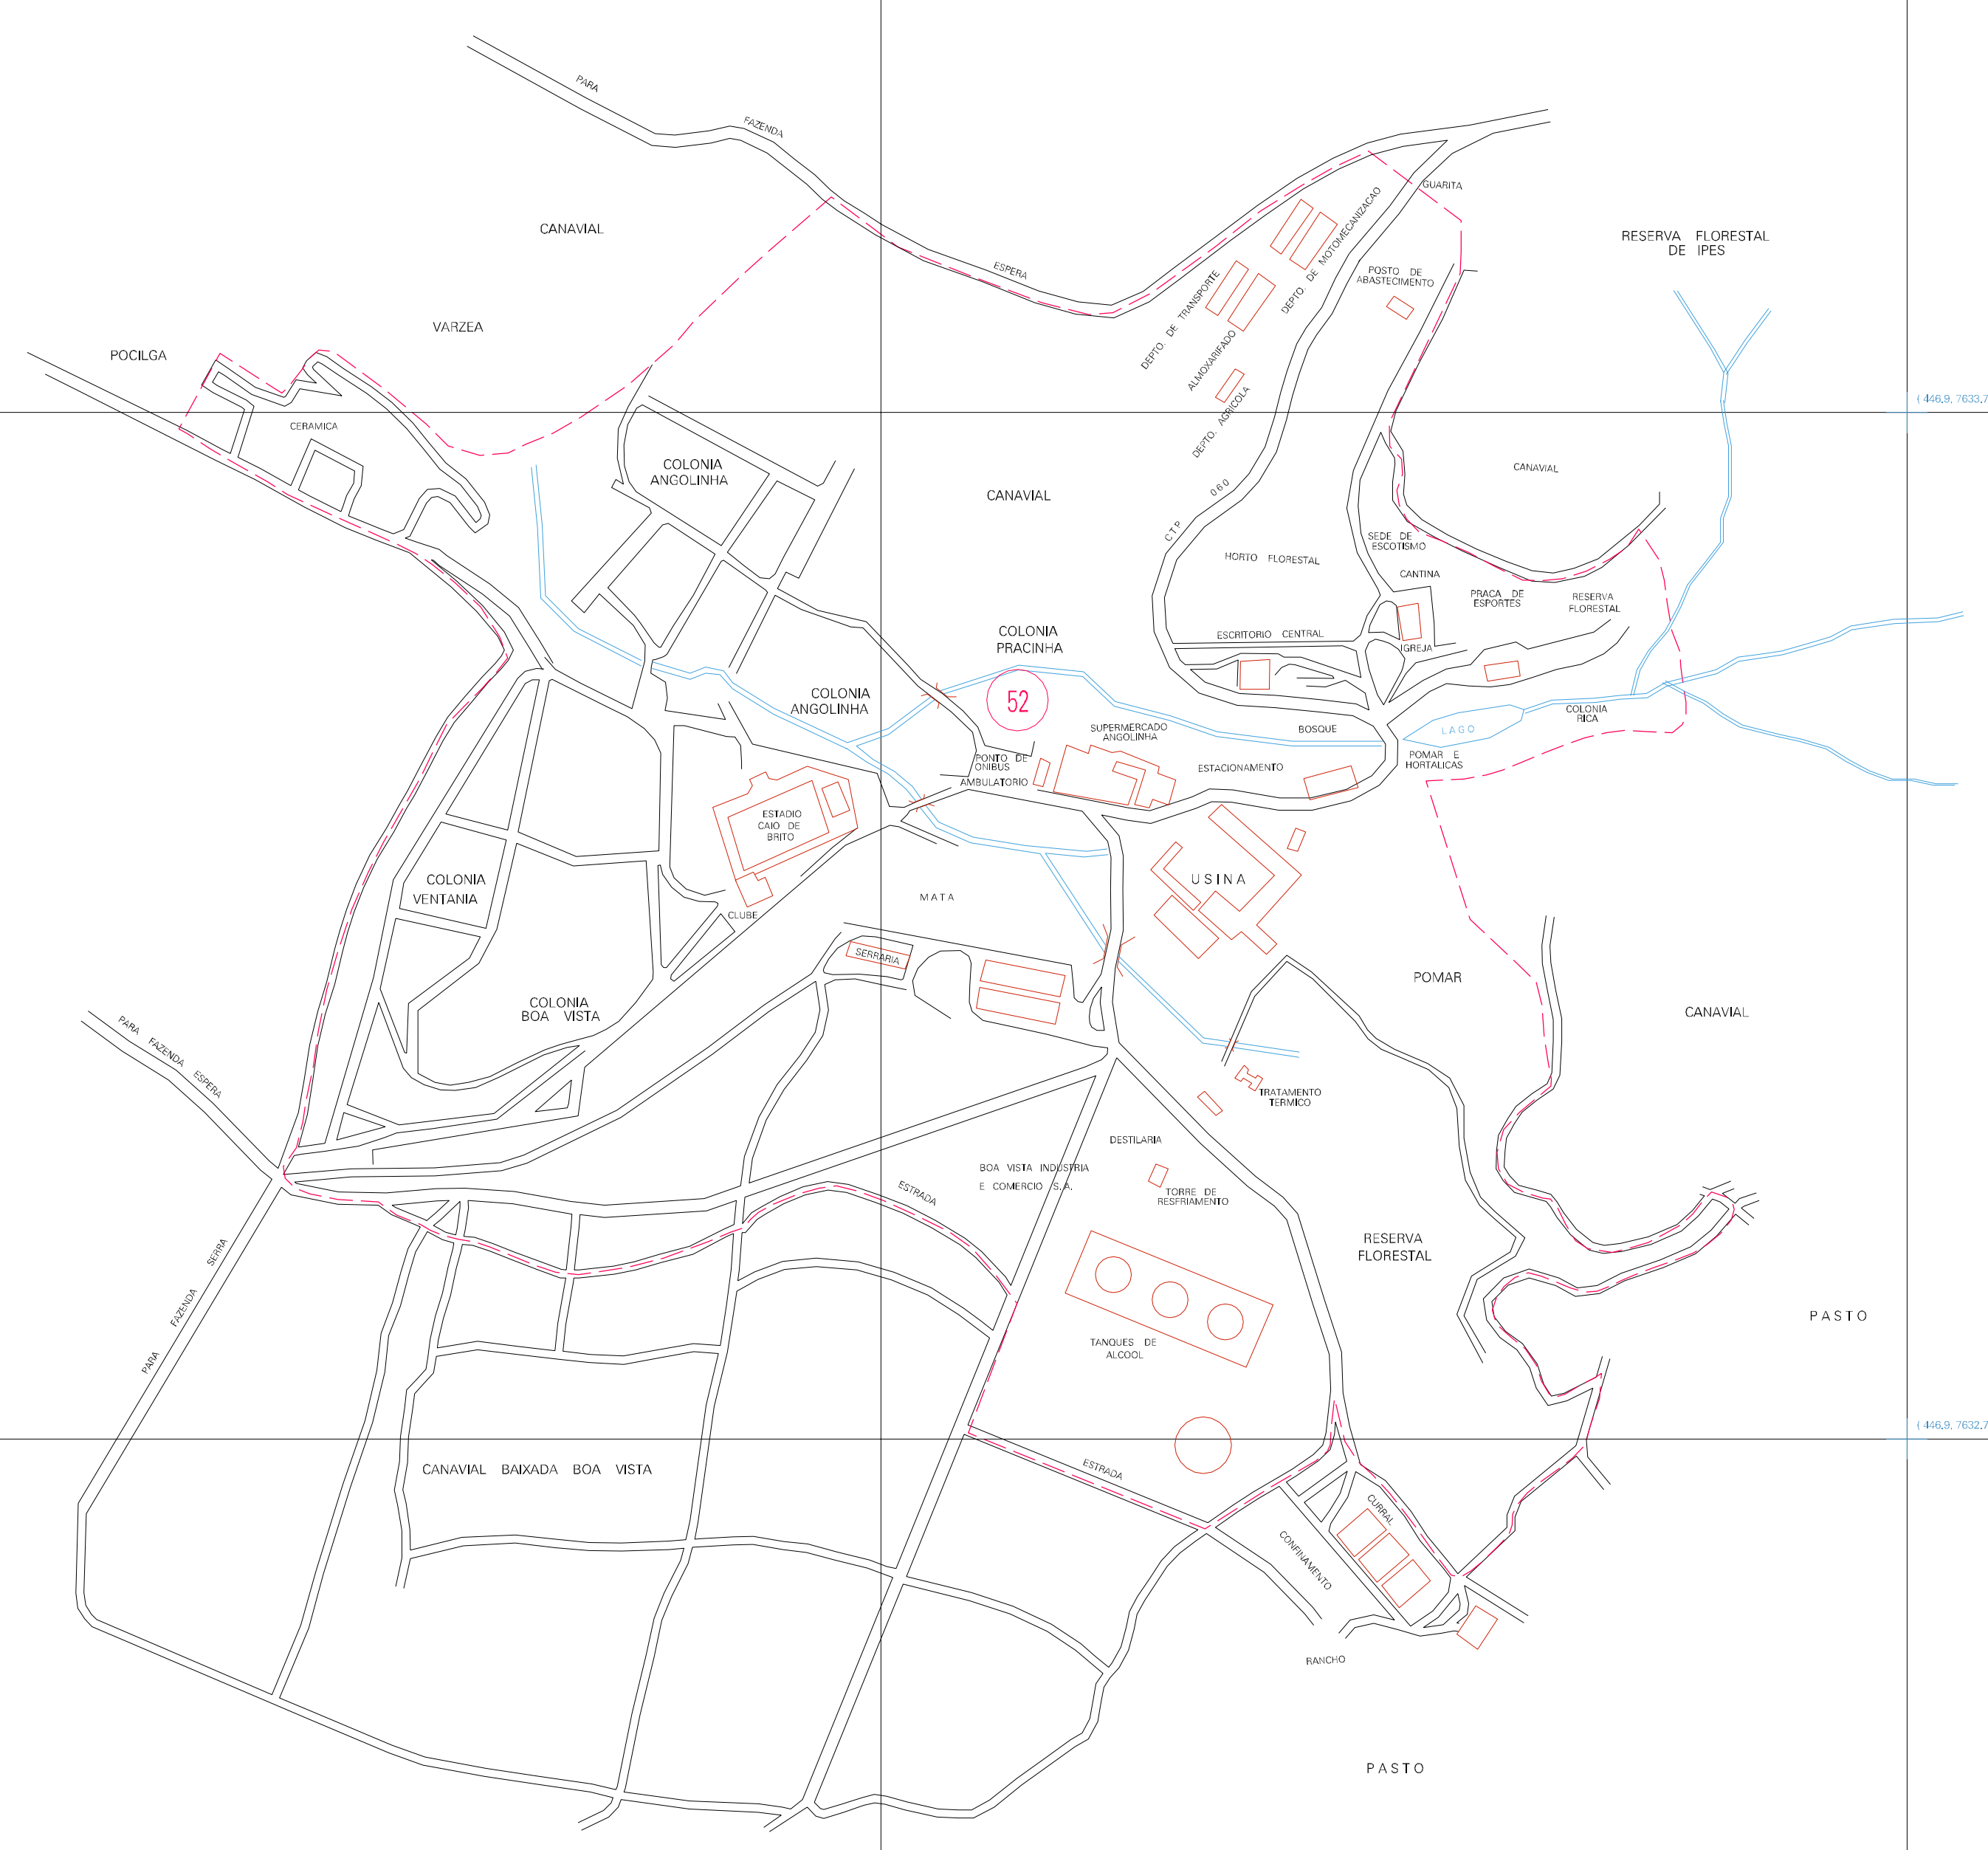 PARA
FAZENDA
ESPERA
CANAVIAL
VARZEA
POCILGA
CERAMICA
GUARITA
DEPTO. DE MOTOMECANIZACAO
DEPTO. DE TRANSPORTE
ALMOXARIFADO
DEPTO. AGRICOLA
POSTO DE
ABASTECIMENTO
RESERVA FLORESTAL
DE IPES
( 446.9, 7633.7
COLONIA
ANGOLINHA
CANAVIAL
CANAVIAL
CTP 060
HORTO FLORESTAL
SEDE DE
ESCOTISMO
CANTINA
PRACA DE
ESPORTES
RESERVA
FLORESTAL
COLONIA
PRACINHA
ESCRITORIO CENTRAL
IGREJA
52
COLONIA
ANGOLINHA
SUPERMERCADO
ANGOLINHA
BOSQUE
LAGO
COLONIA
RICA
POMAR E
HORTALICAS
PONTO DE
ONIBUS
AMBULATORIO
ESTACIONAMENTO
ESTADIO
CAIO DE
BRITO
COLONIA
VENTANIA
CLUBE
MATA
USINA
SERRARIA
POMAR
COLONIA
BOA VISTA
CANAVIAL
PARA
FAZENDA
ESPERA
TRATAMENTO
TERMICO
DESTILARIA
BOA VISTA INDUSTRIA
E COMERCIO S.A.
TORRE DE
RESFRIAMENTO
ESTRADA
RESERVA
FLORESTAL
PARA
FAZENDA
SERRA
TANQUES DE
ALCOOL
PASTO
( 446.9, 7632.7
CANAVIAL BAIXADA BOA VISTA
ESTRADA
CURRAL
CONFINAMENTO
RANCHO
PASTO